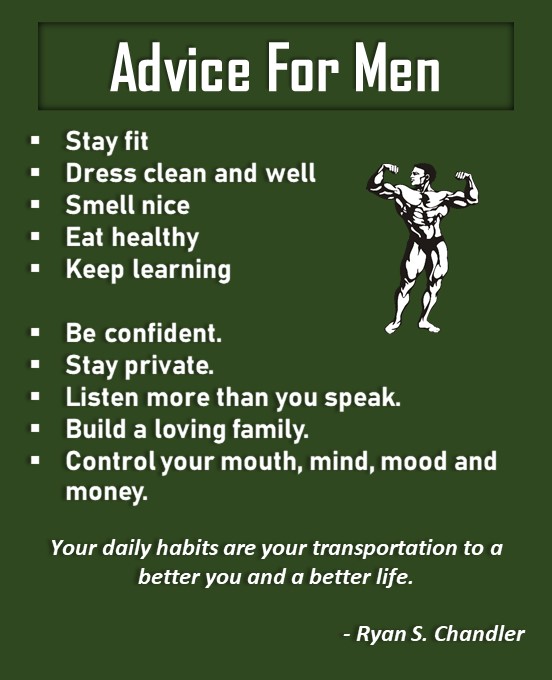 Advice For Men
▪ Stay fit
▪ Dress clean and well
▪ Smell nice
▪ Eat healthy
▪ Keep learning
▪ Be confident.
▪ Stay private.
▪ Listen more than you speak.
▪ Build a loving family.
▪ Control your mouth, mind, mood and
money.
Your daily habits are your transportation to a
better you and a better life.
- Ryan S. Chandler